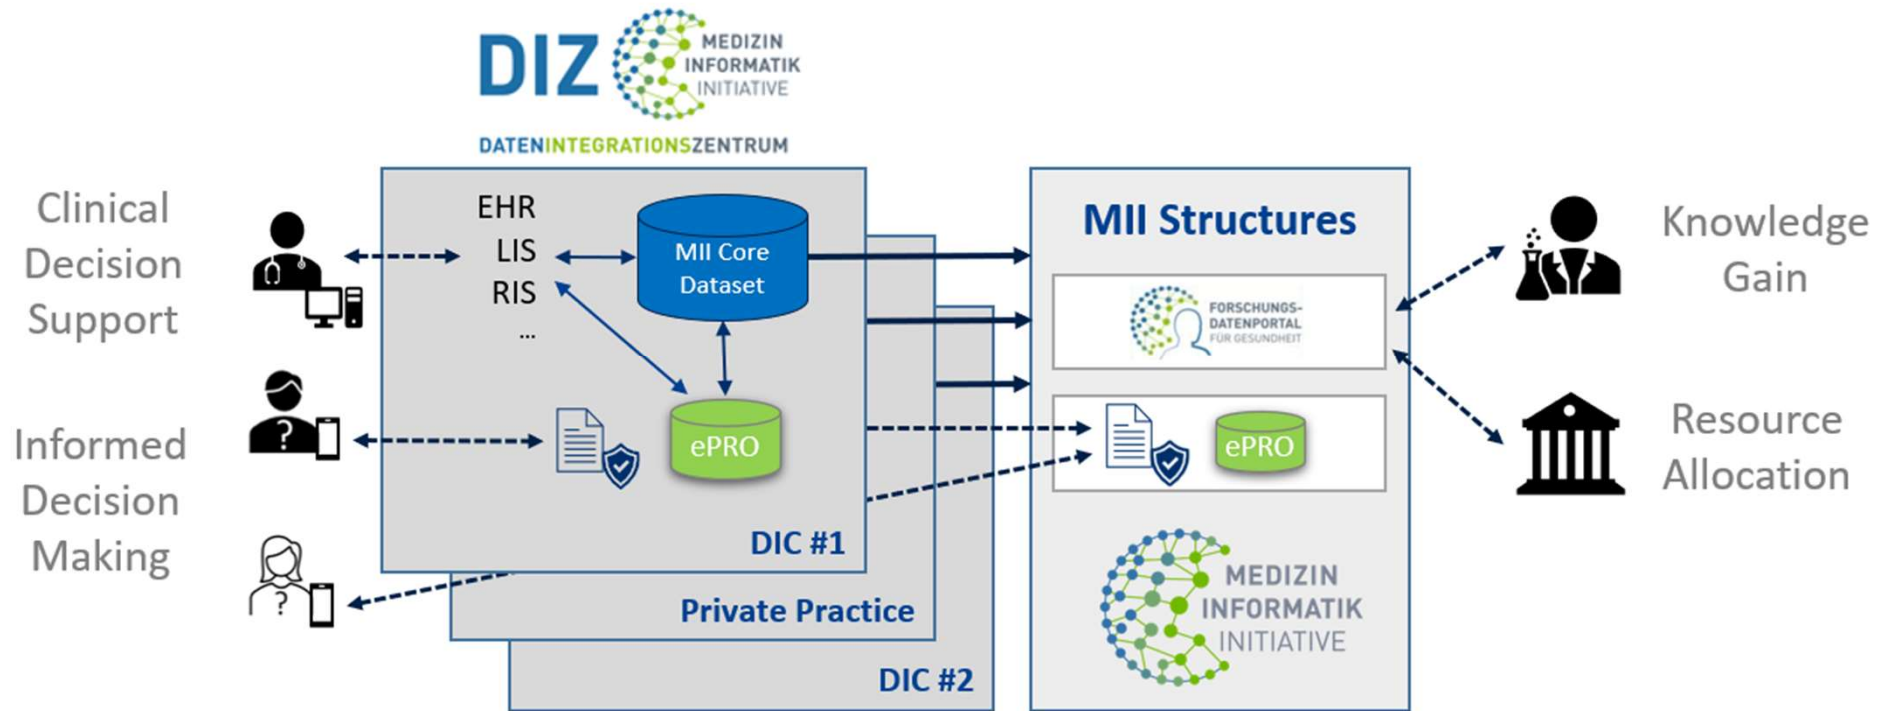 DIZ
MEDIZIN
INFORMATIK
INITIATIVE
DATENINTEGRATIONSZENTRUM
Clinical
Decision
Support
Informed
Decision
Making
?
?
EHR
LIS
RIS
...
MII Core
Dataset
ePRO
DIC #1
Private Practice
DIC #2
MII Structures
FORSCHUNGS-
DATENPORTAL
FÜR GESUNDHEIT
ePRO
MEDIZIN
INFORMATIK
INITIATIVE
Knowledge
Gain
Resource
Allocation